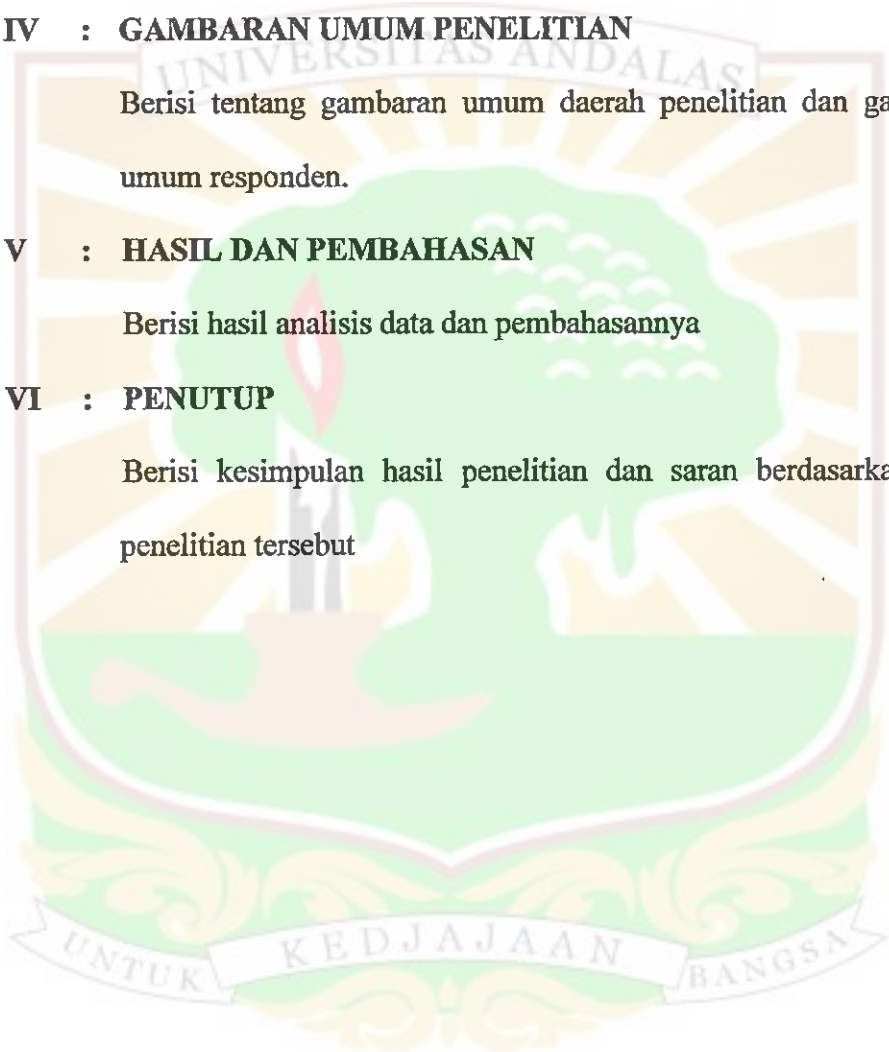 IV : GAMBARAN UMUM PENELITIAN
UNIVERSITAS ANDALAS
Berisi tentang gambaran umum daerah penelitian dan ga
umum responden.
V : HASIL DAN PEMBAHASAN
Berisi hasil analisis data dan pembahasannya
VI : PENUTUP
Berisi kesimpulan hasil penelitian dan saran berdasarka
penelitian tersebut
UNTUK KEDJAJAAN BANGSA